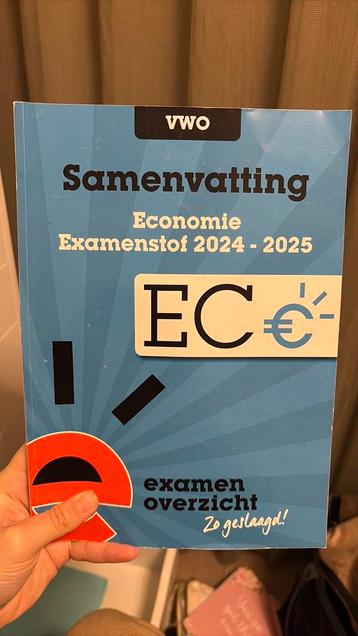 VWO
Samenvatting
Economie
Examenstof 2024 - 2025
EC€
examen
overzicht
Zo geslaagd!